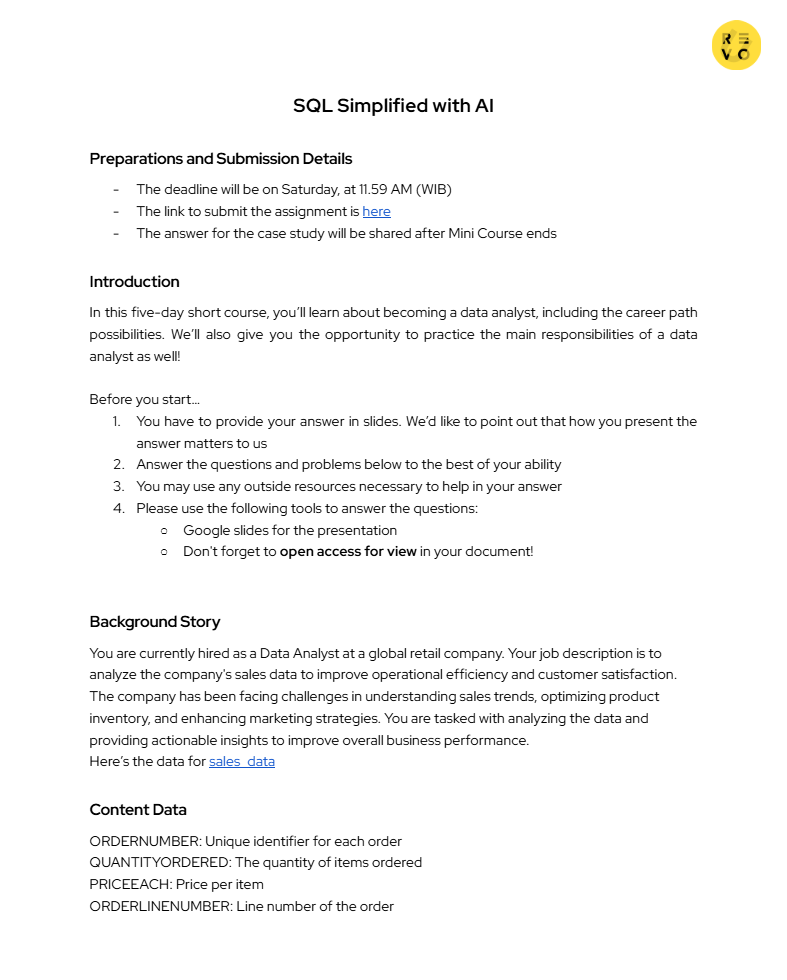 RE
VO
SQL Simplified with AI
Preparations and Submission Details
- The deadline will be on Saturday, at 11.59 AM (WIB)
- The link to submit the assignment is here
- The answer for the case study will be shared after Mini Course ends
Introduction
In this five-day short course, you’ll learn about becoming a data analyst, including the career path
possibilities. We’ll also give you the opportunity to practice the main responsibilities of a data
analyst as well!
Before you start…
1. You have to provide your answer in slides. We’d like to point out that how you present the
answer matters to us
2. Answer the questions and problems below to the best of your ability
3. You may use any outside resources necessary to help in your answer
4. Please use the following tools to answer the questions:
○ Google slides for the presentation
○ Don't forget to open access for view in your document!
Background Story
You are currently hired as a Data Analyst at a global retail company. Your job description is to
analyze the company's sales data to improve operational efficiency and customer satisfaction.
The company has been facing challenges in understanding sales trends, optimizing product
inventory, and enhancing marketing strategies. You are tasked with analyzing the data and
providing actionable insights to improve overall business performance.
Here’s the data for sales_data
Content Data
ORDERNUMBER: Unique identifier for each order
QUANTITYORDERED: The quantity of items ordered
PRICEEACH: Price per item
ORDERLINENUMBER: Line number of the order